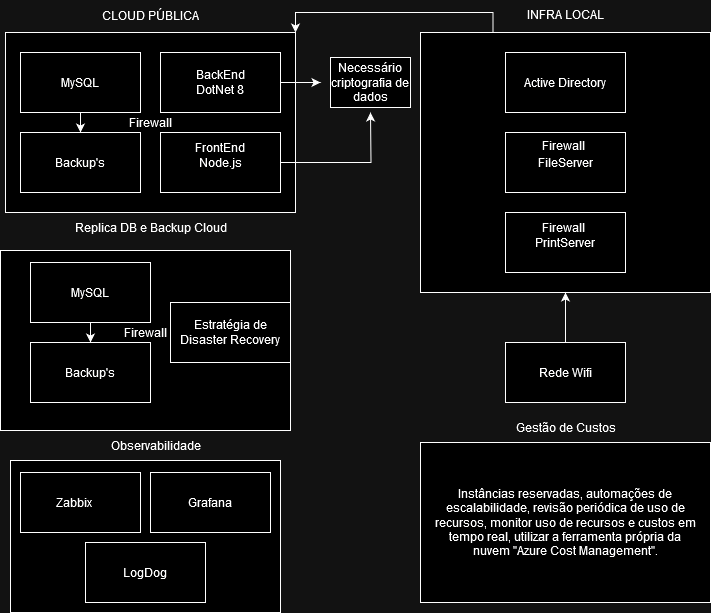 CLOUD PÚBLICA
MySQL
BackEnd
DotNet 8
Firewall
Backup's
FrontEnd
Node.js
Necessário
criptografia de
dados
INFRA LOCAL
Active Directory
Firewall
FileServer
Firewall
PrintServer
Rede Wifi
Replica DB e Backup Cloud
MySQL
Firewall
Backup's
Estratégia de
Disaster Recovery
Observabilidade
Zabbix
Grafana
LogDog
Gestão de Custos
Instâncias reservadas, automações de
escalabilidade, revisão periódica de uso de
recursos, monitor uso de recursos e custos em
tempo real, utilizar a ferramenta própria da
nuvem "Azure Cost Management".